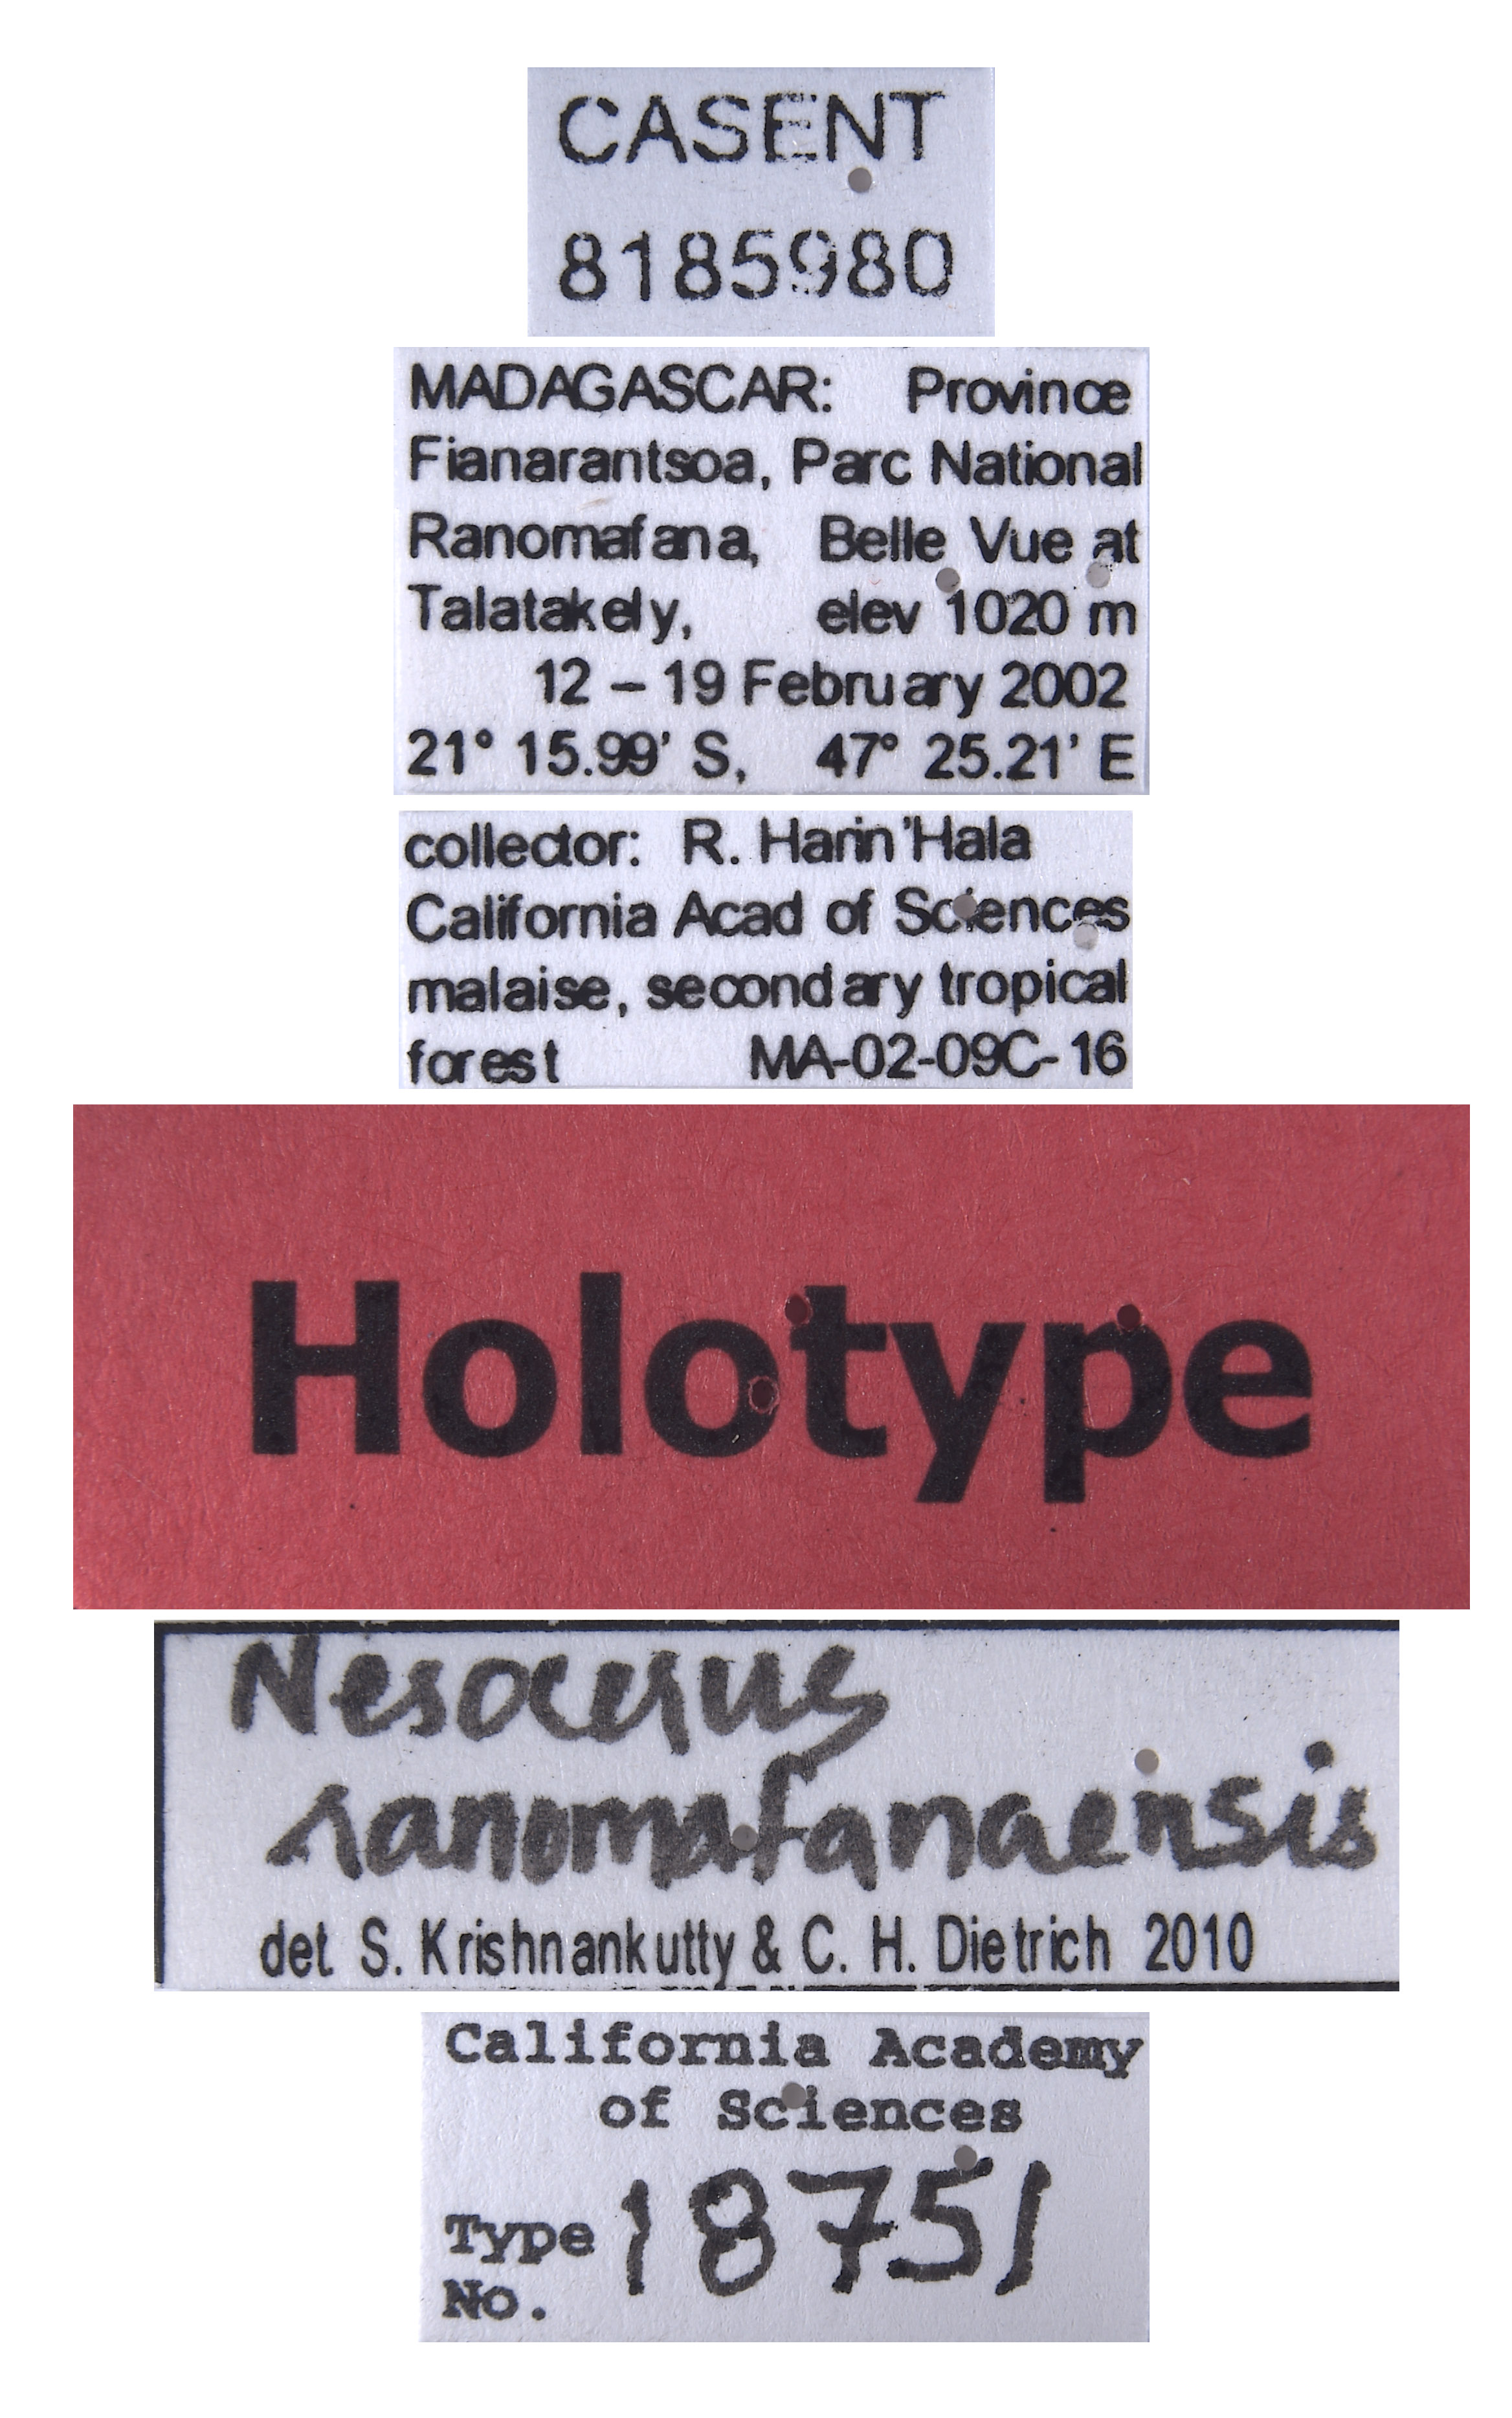 CASENT
8185980
MADAGASCAR: Province
Fianarantsoa, Parc National
Ranomafana, Belle Vue at
Talatakely, elev 1020 m
12 – 19 February 2002
21° 15.99' S, 47° 25.21' E
collector: R. Harin'Hala
California Acad of Sciences
malaise, secondary tropical
forest MA-02-09C-16
Holotype
Nesocerus
ranomafanaensis
det. S. Krishnankutty & C. H. Dietrich 2010
California Academy
of Sciences
Type 18751
No.